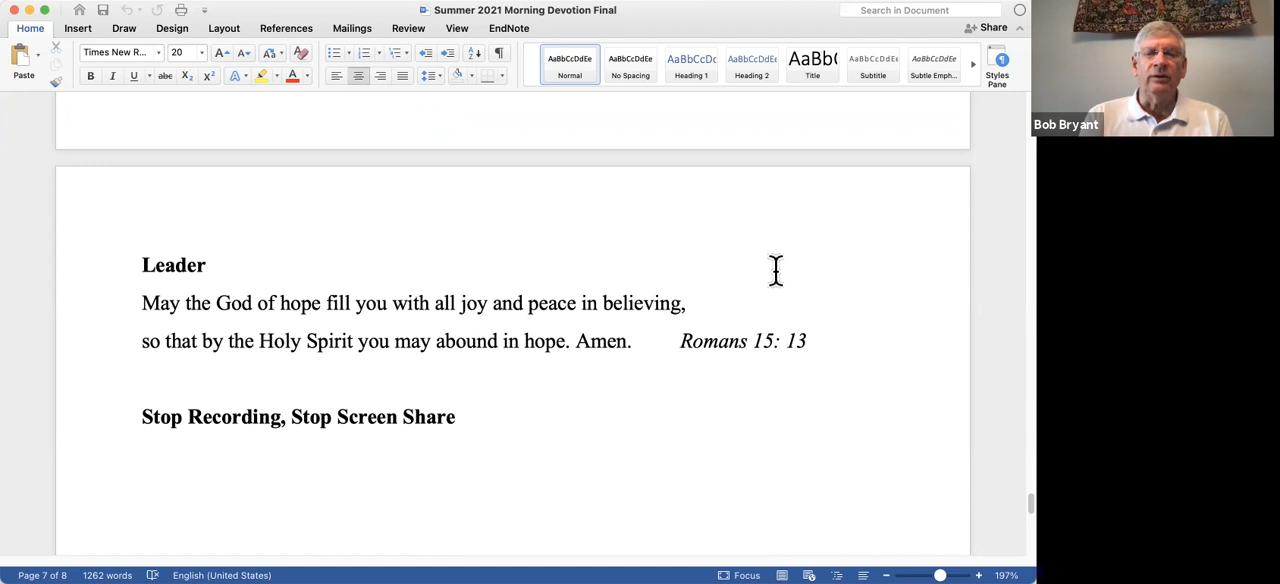 Summer 2021 Morning Devotion Final
Search in Document
Home Insert Draw Design Layout References Mailings Review View EndNote
Share
Paste
Times New R... 20
AaBbCcDdEe AaBbCcDdEe AaBbCcDc AaBbCcDdEe AaBb( AaBbCcDdEe AaBbCcDdEe
Normal No Spacing Heading 1 Heading 2 Title Subtitle Subtle Emph...
Styles
Pane
Bob Bryant
Leader
May the God of hope fill you with all joy and peace in believing,
so that by the Holy Spirit you may abound in hope. Amen. Romans 15: 13
Stop Recording, Stop Screen Share
Page 7 of 8 1262 words English (United States) Focus 197%